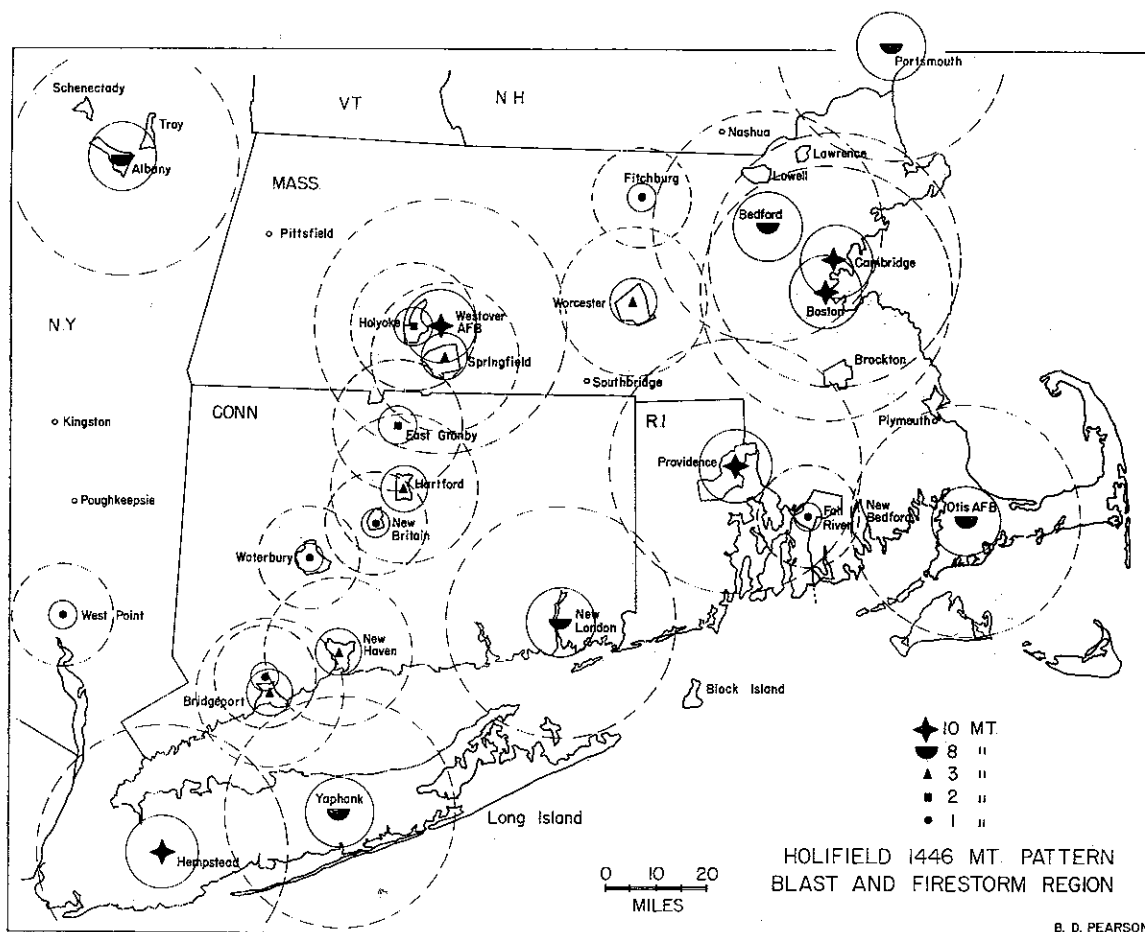 Portsmouth
Schenectady
Troy
Albany
VT
NH
Nashua
Lawrence
Lowell
MASS.
Fitchburg
Bedford
Pittsfield
Cambridge
Boston
N.Y
Holyoke
Westover
AFB
Worcester
Springfield
Southbridge
Brockton
Plymouth
CONN
R.I
Kingston
East Granby
Providence
Poughkeepsie
Hartford
New
Britain
Fall
River
New
Bedford
Otis AFB
Waterbury
West Point
New
London
New
Haven
Bridgeport
Block Island
Yaphank
Long Island
Hempstead
10 MT.
8 "
3 "
2 "
1 "
0 10 20
MILES
HOLIFIELD 1446 MT. PATTERN
BLAST AND FIRESTORM REGION
B. D. PEARSON